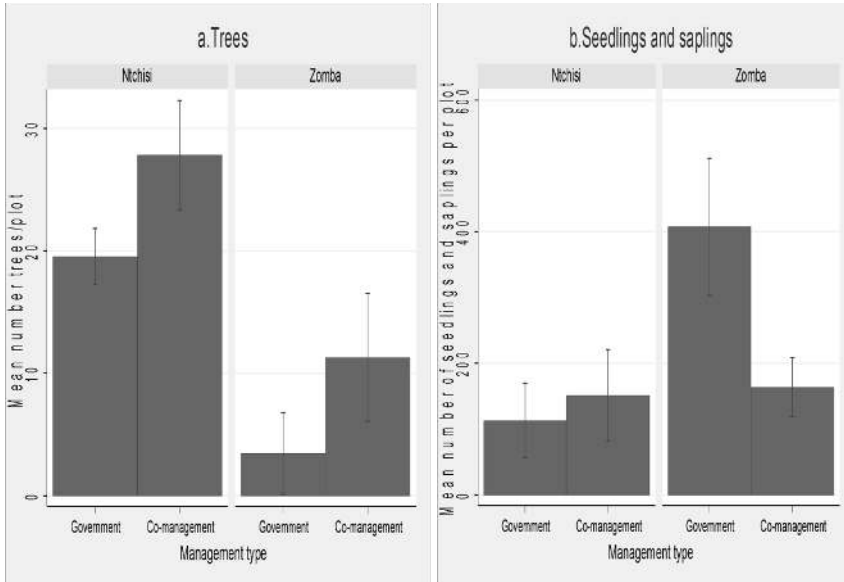 a.Trees
Ntchisi Zomba
Mean number trees/plot
30
20
10
0
Government Co-management Government Co-management
Management type
b.Seedlings and saplings
Ntchisi Zomba
Mean number of seedlings and saplings per plot
600
400
200
0
Government Co-management Government Co-management
Management type